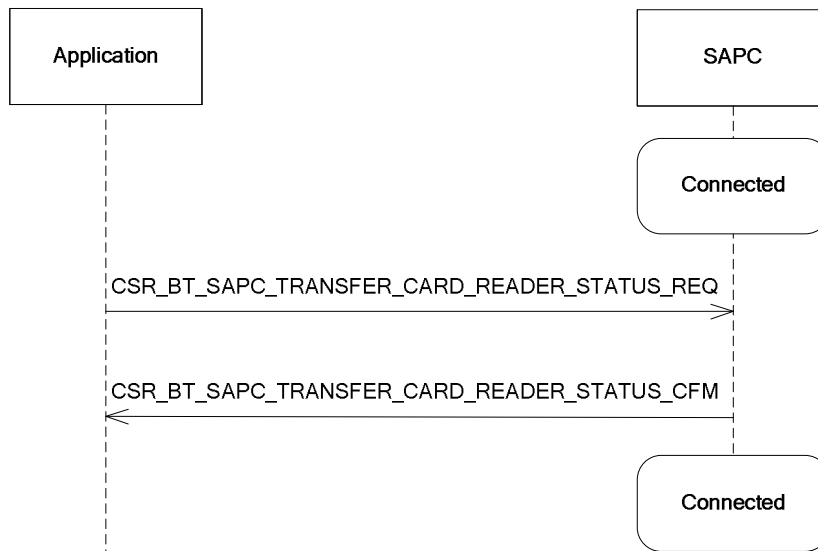 Application
SAPC
Connected
CSR_BT_SAPC_TRANSFER_CARD_READER_STATUS_REQ
CSR_BT_SAPC_TRANSFER_CARD_READER_STATUS_CFM
Connected